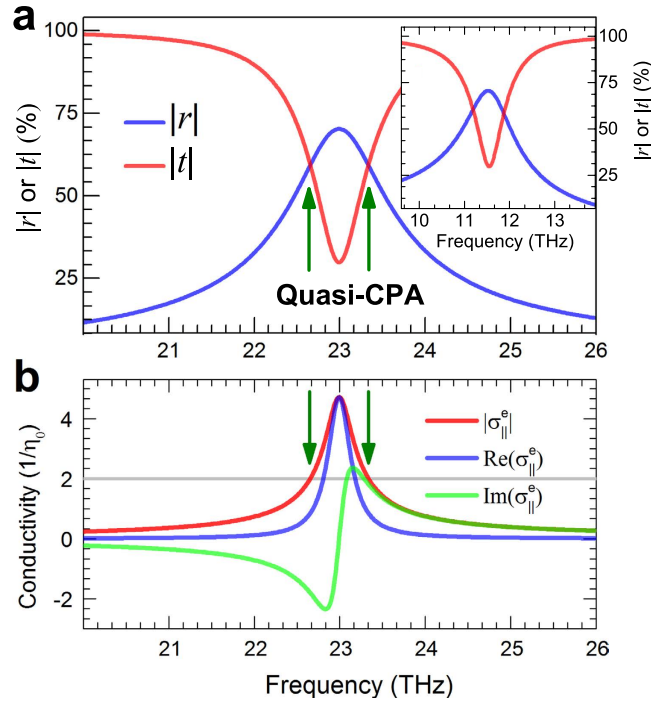 a
|r| or |t| (%)
100
75
50
25
|r|
|t|
Quasi-CPA
21
22
23
24
25
26
100
75
50
25
|r| or |t| (%)
10
11
12
13
Frequency (THz)
b
Conductivity (1/η₀)
4
2
0
-2
|σ∥ᵉ|
Re(σ∥ᵉ)
Im(σ∥ᵉ)
21
22
23
24
25
26
Frequency (THz)